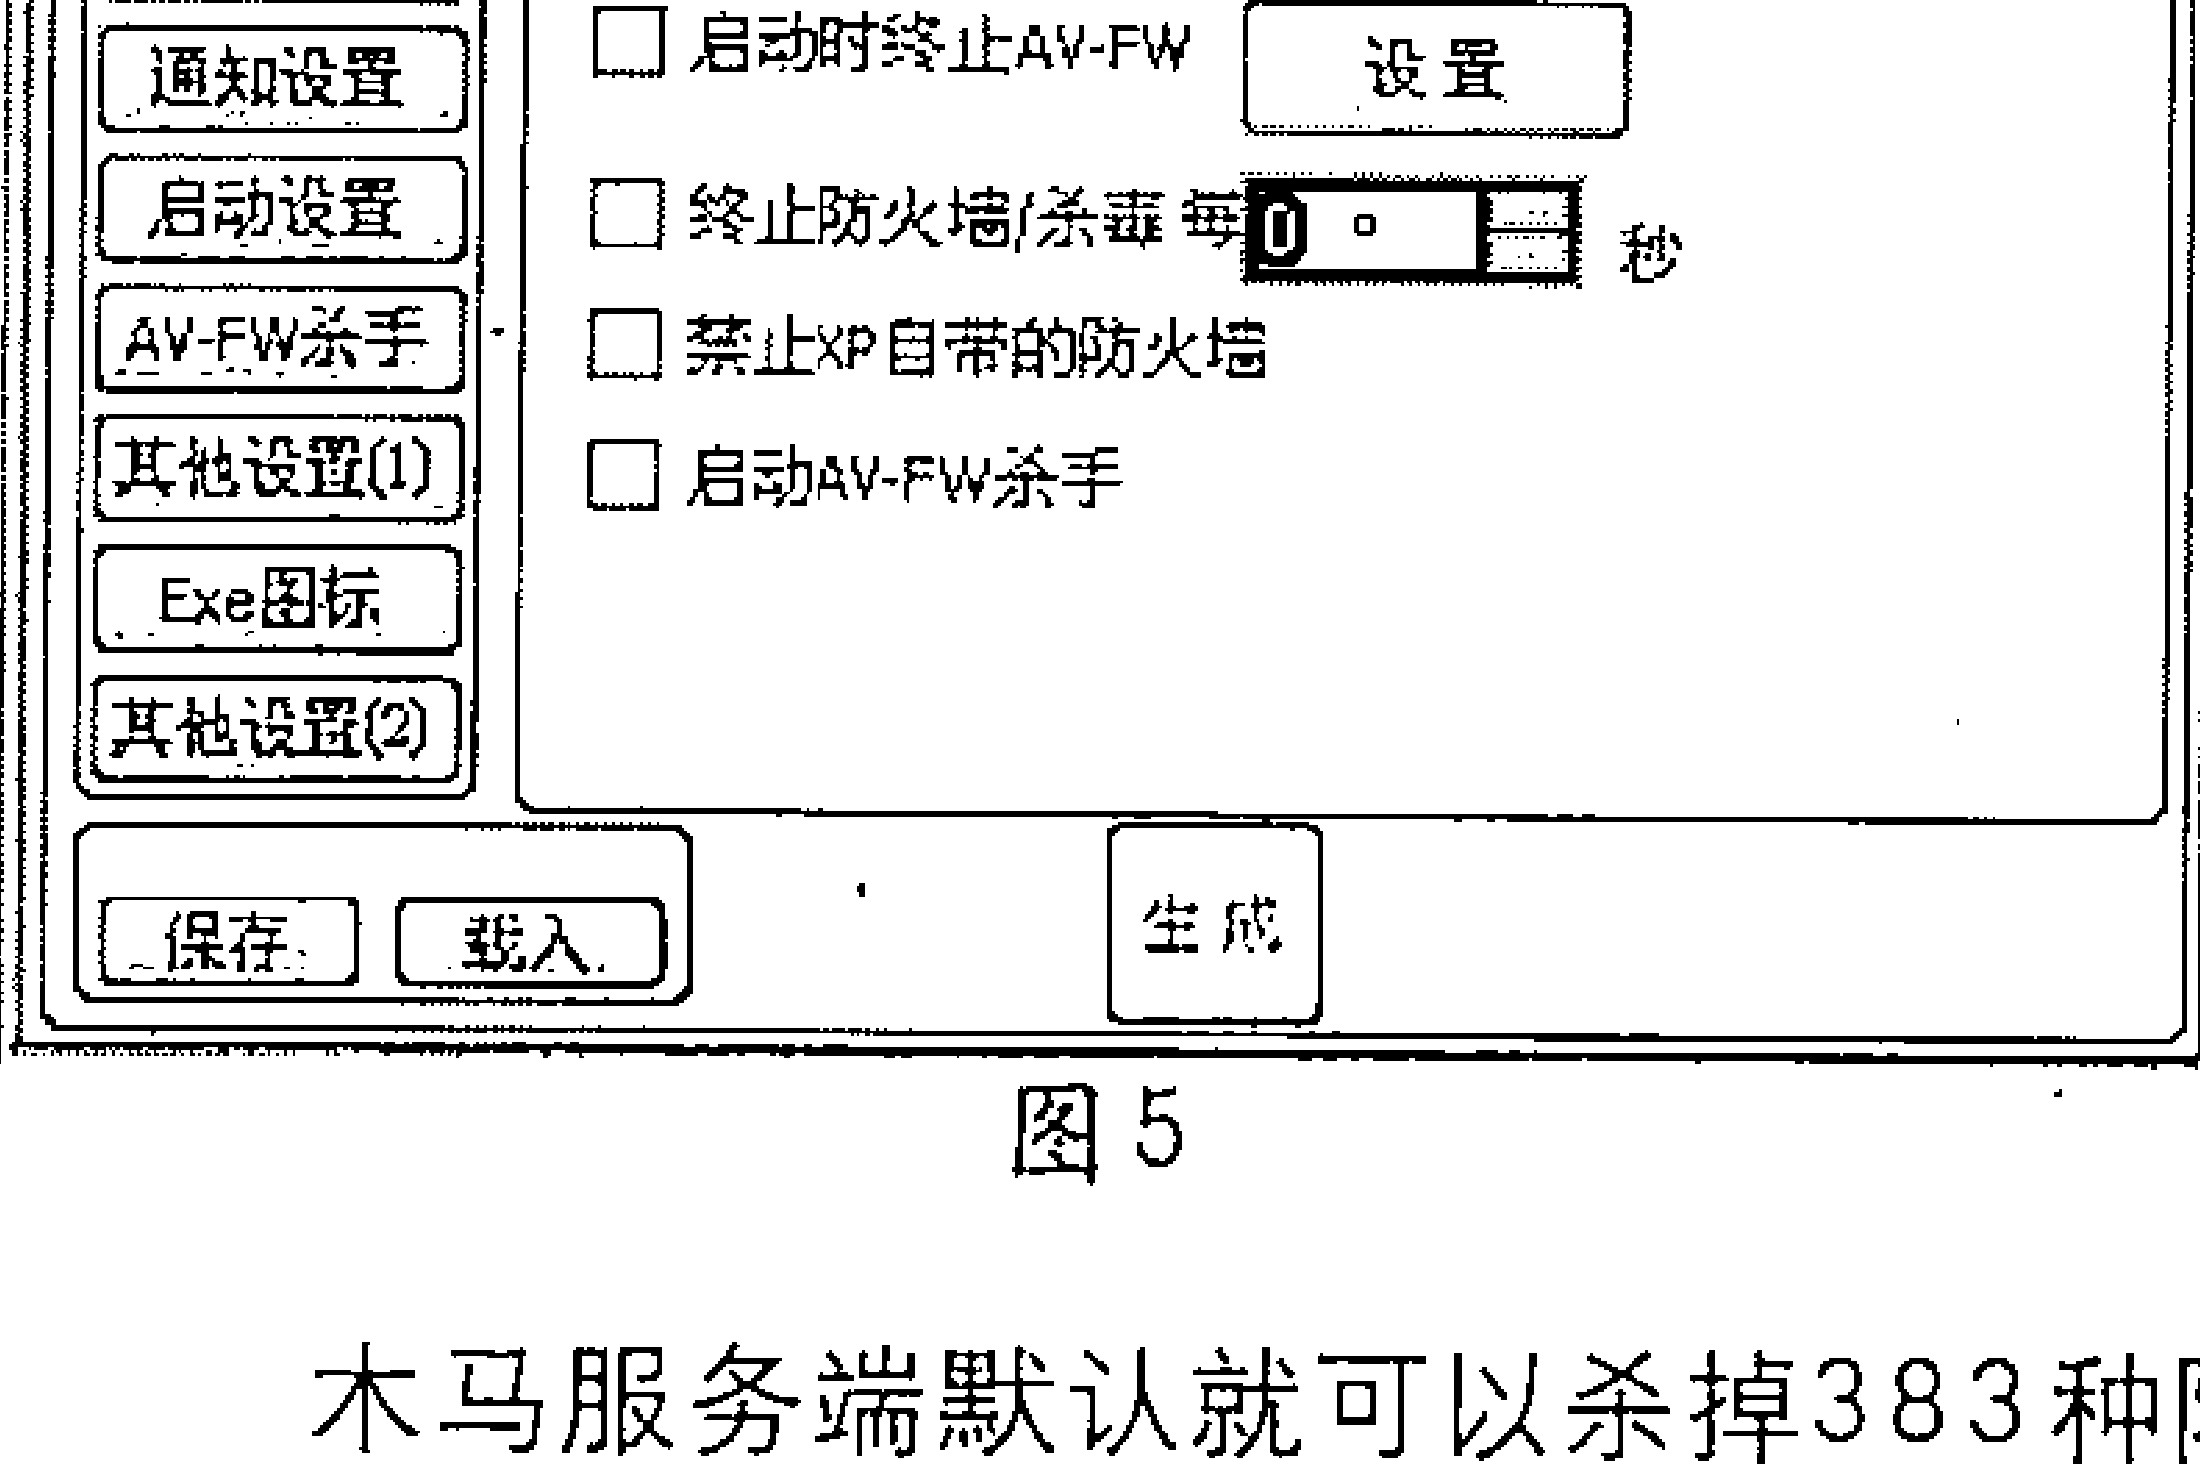 通知设置
启动设置
AV-FW杀手
其他设置(1)
Exe图标
其他设置(2)
启动时终止AV-FW
设置
终止防火墙/杀毒 每 0 秒
禁止XP自带的防火墙
启动AV-FW杀手
保存
载入
生成
图 5
木马服务端默认就可以杀掉383种